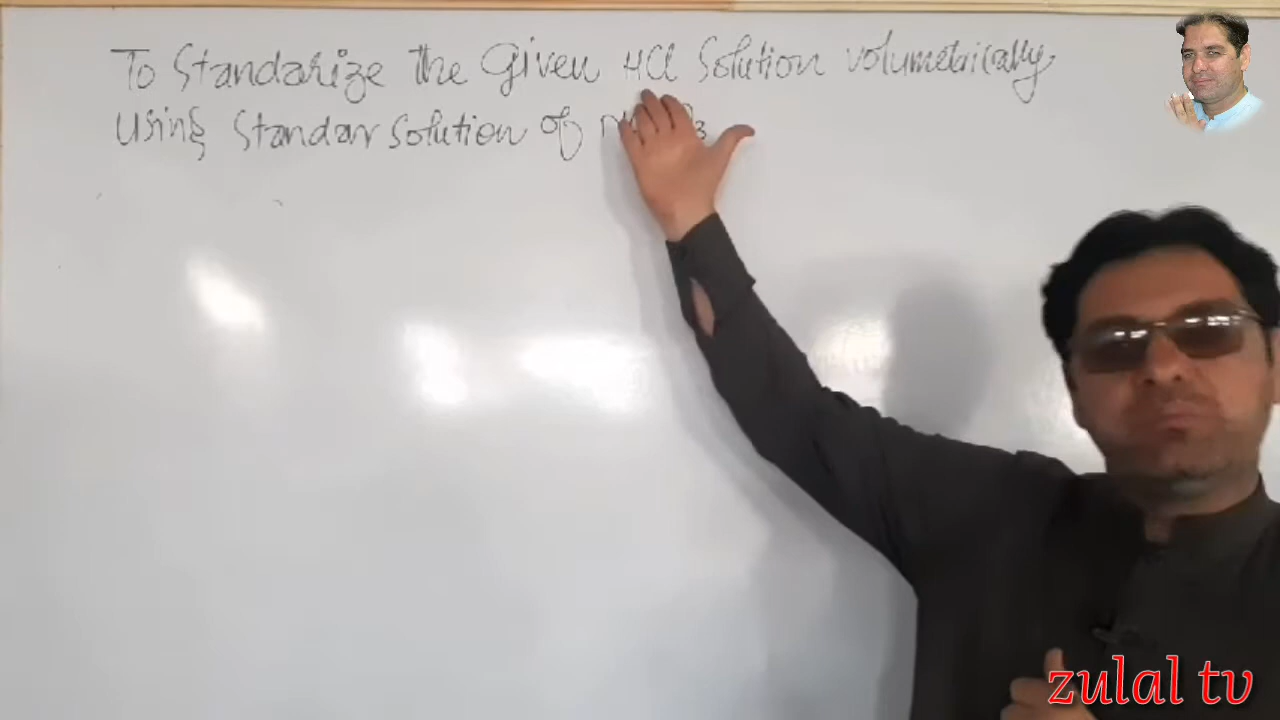 To Standarize the Given HCl Solution volumetrically
Using Standar Solution of
zulal tv